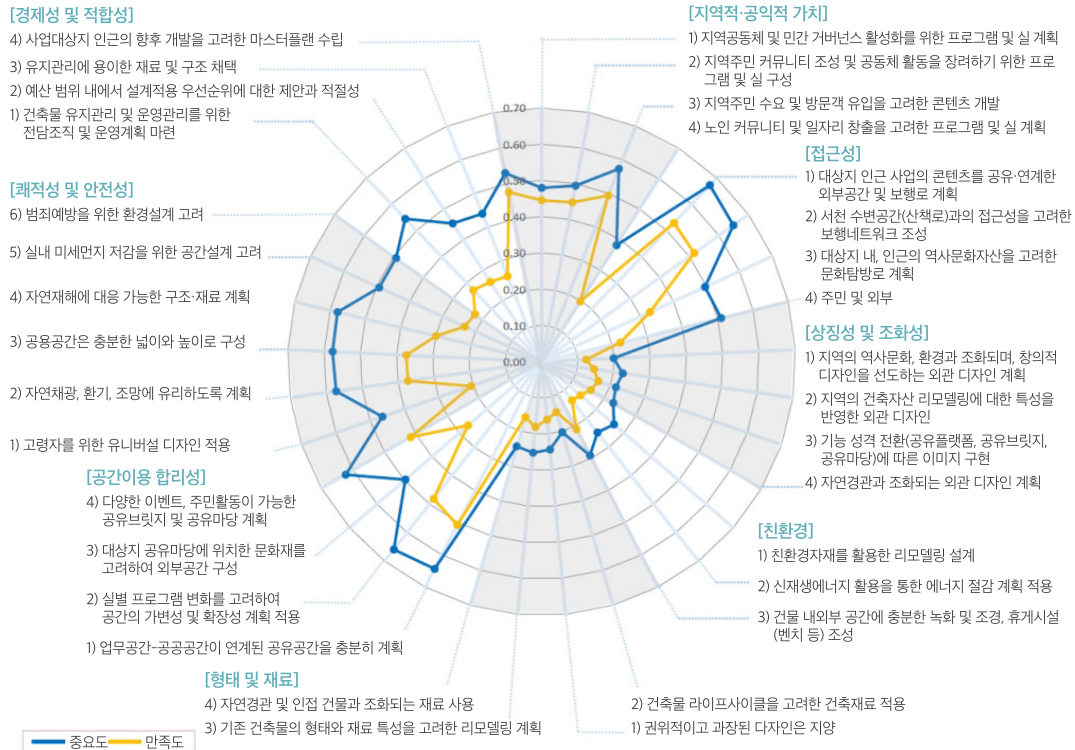 [경제성 및 적합성]
4) 사업대상지 인근의 향후 개발을 고려한 마스터플랜 수립
3) 유지관리에 용이한 재료 및 구조 채택
2) 예산 범위 내에서 설계적용 우선순위에 대한 제안과 적절성
1) 건축물 유지관리 및 운영관리를 위한
전담조직 및 운영계획 마련
[쾌적성 및 안전성]
6) 범죄예방을 위한 환경설계 고려
5) 실내 미세먼지 저감을 위한 공간설계 고려
4) 자연재해에 대응 가능한 구조·재료 계획
3) 공용공간은 충분한 넓이와 높이로 구성
2) 자연채광, 환기, 조망에 유리하도록 계획
1) 고령자를 위한 유니버설 디자인 적용
[공간이용 합리성]
4) 다양한 이벤트, 주민활동이 가능한
공유브릿지 및 공유마당 계획
3) 대상지 공유마당에 위치한 문화재를
고려하여 외부공간 구성
2) 실별 프로그램 변화를 고려하여
공간의 가변성 및 확장성 계획 적용
1) 업무공간-공공공간이 연계된 공유공간을 충분히 계획
[형태 및 재료]
4) 자연경관 및 인접 건물과 조화되는 재료 사용
3) 기존 건축물의 형태와 재료 특성을 고려한 리모델링 계획
2) 건축물 라이프사이클을 고려한 건축재료 적용
1) 권위적이고 과장된 디자인은 지양
중요도 만족도
0.70
0.60
0.50
0.40
0.30
0.20
0.10
0.00
[지역적·공익적 가치]
1) 지역공동체 및 민간 거버넌스 활성화를 위한 프로그램 및 실 계획
2) 지역주민 커뮤니티 조성 및 공동체 활동을 장려하기 위한 프로
그램 및 실 구성
3) 지역주민 수요 및 방문객 유입을 고려한 콘텐츠 개발
4) 노인 커뮤니티 및 일자리 창출을 고려한 프로그램 및 실 계획
[접근성]
1) 대상지 인근 사업의 콘텐츠를 공유·연계한
외부공간 및 보행로 계획
2) 서천 수변공간(산책로)과의 접근성을 고려한
보행네트워크 조성
3) 대상지 내, 인근의 역사문화자산을 고려한
문화탐방로 계획
4) 주민 및 외부
[상징성 및 조화성]
1) 지역의 역사문화, 환경과 조화되며, 창의적
디자인을 선도하는 외관 디자인 계획
2) 지역의 건축자산 리모델링에 대한 특성을
반영한 외관 디자인
3) 기능 성격 전환(공유플랫폼, 공유브릿지,
공유마당)에 따른 이미지 구현
4) 자연경관과 조화되는 외관 디자인 계획
[친환경]
1) 친환경자재를 활용한 리모델링 설계
2) 신재생에너지 활용을 통한 에너지 절감 계획 적용
3) 건물 내외부 공간에 충분한 녹화 및 조경, 휴게시설
(벤치 등) 조성